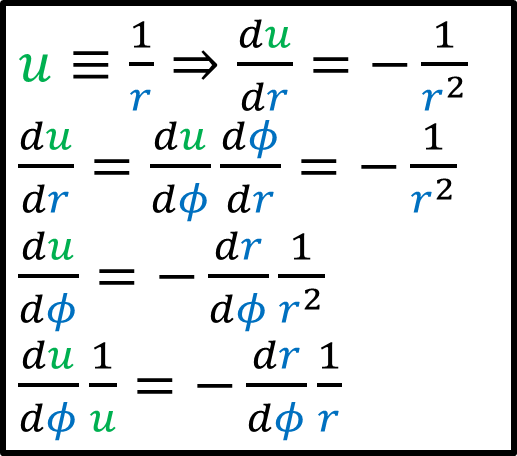 u ≡ 1/r ⇒ du/dr = − 1/r²
du/dr = du/dϕ dϕ/dr = − 1/r²
du/dϕ = − dr/dϕ 1/r²
du/dϕ 1/u = − dr/dϕ 1/r